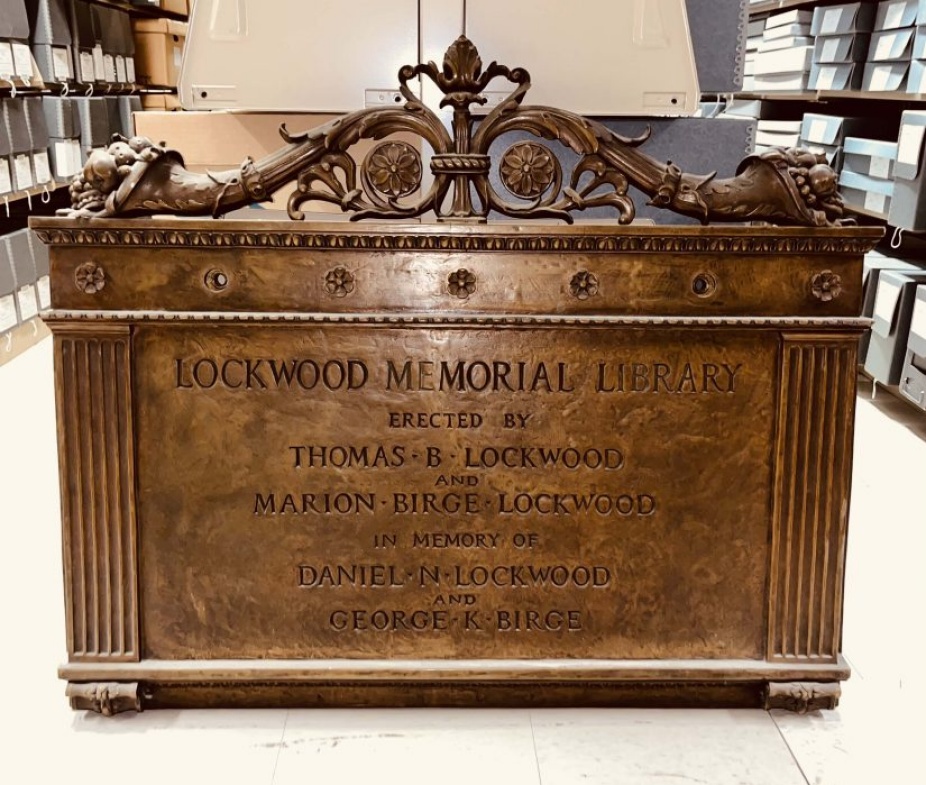 LOCKWOOD MEMORIAL LIBRARY
ERECTED BY
THOMAS·B·LOCKWOOD
AND
MARION·BIRGE·LOCKWOOD
IN MEMORY OF
DANIEL·N·LOCKWOOD
AND
GEORGE·K·BIRGE